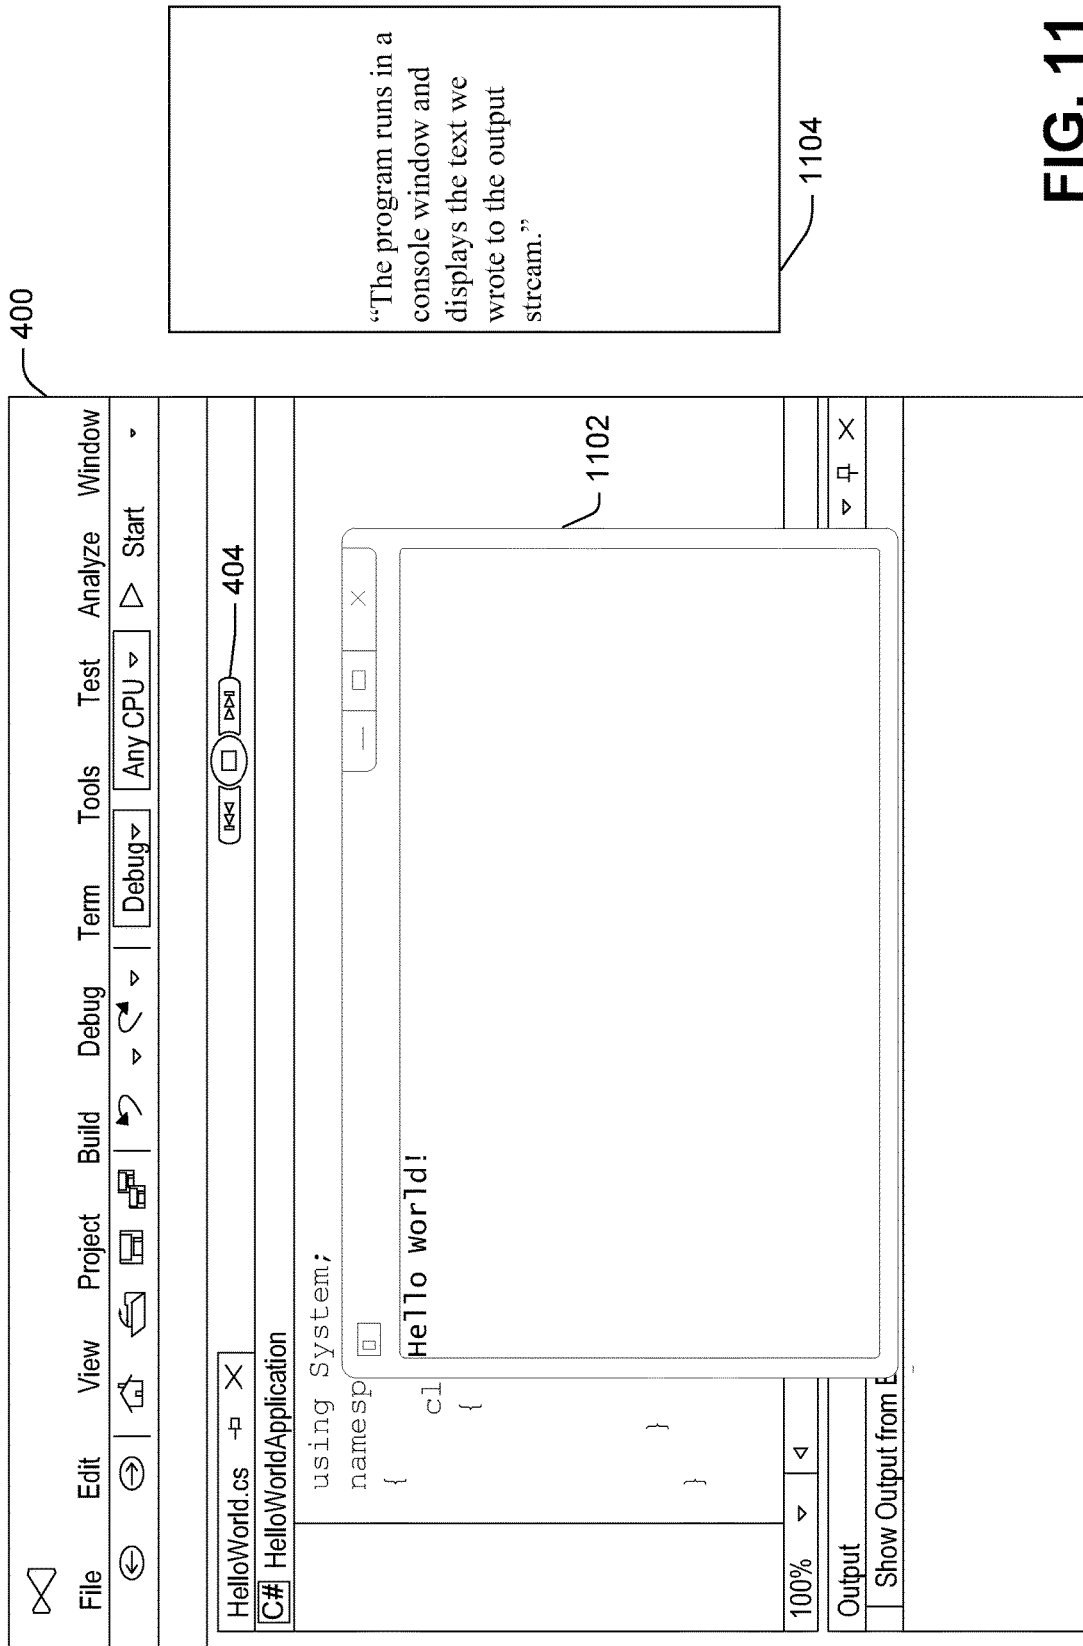 400
File Edit View Project Build Debug Term Tools Test Analyze Window
Debug Any CPU Start
404
HelloWorld.cs
C# HelloWorldApplication
using System;
namesp
{
cl
{
}
}
Hello World!
1102
100%
Output
Show Output from
“The program runs in a
console window and
displays the text we
wrote to the output
stream.”
1104
FIG. 11